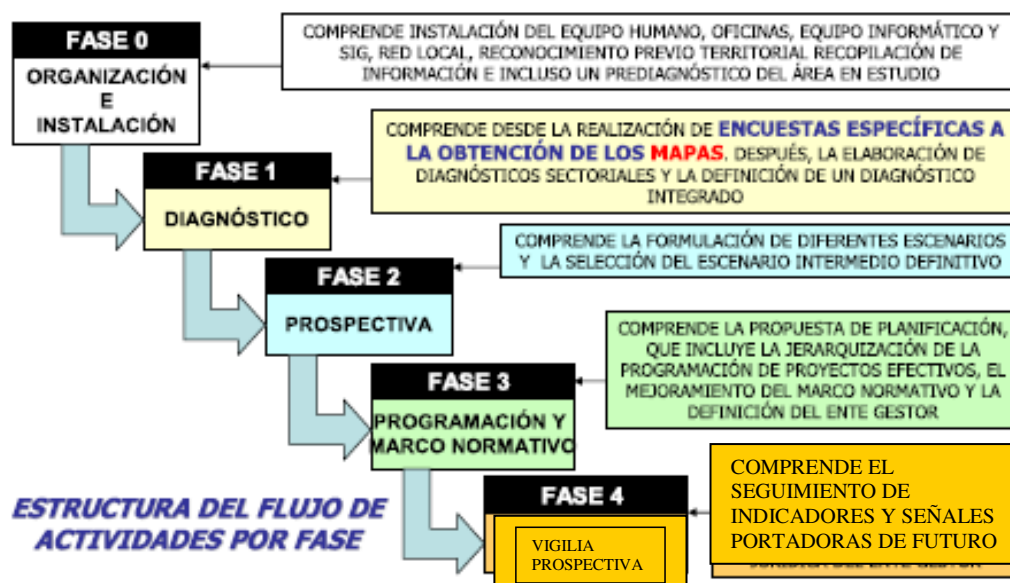 FASE 0
ORGANIZACIÓN
E
INSTALACIÓN
COMPRENDE INSTALACIÓN DEL EQUIPO HUMANO, OFICINAS, EQUIPO INFORMÁTICO Y
SIG, RED LOCAL, RECONOCIMIENTO PREVIO TERRITORIAL RECOPILACIÓN DE
INFORMACIÓN E INCLUSO UN PREDIAGNÓSTICO DEL ÁREA EN ESTUDIO
FASE 1
DIAGNÓSTICO
COMPRENDE DESDE LA REALIZACIÓN DE ENCUESTAS ESPECÍFICAS A
LA OBTENCIÓN DE LOS MAPAS. DESPUÉS, LA ELABORACIÓN DE
DIAGNÓSTICOS SECTORIALES Y LA DEFINICIÓN DE UN DIAGNÓSTICO
INTEGRADO
FASE 2
PROSPECTIVA
COMPRENDE LA FORMULACIÓN DE DIFERENTES ESCENARIOS
Y LA SELECCIÓN DEL ESCENARIO INTERMEDIO DEFINITIVO
FASE 3
PROGRAMACIÓN Y
MARCO NORMATIVO
COMPRENDE LA PROPUESTA DE PLANIFICACIÓN,
QUE INCLUYE LA JERARQUIZACIÓN DE LA
PROGRAMACIÓN DE PROYECTOS EFECTIVOS, EL
MEJORAMIENTO DEL MARCO NORMATIVO Y LA
DEFINICIÓN DEL ENTE GESTOR
FASE 4
VIGILIA
PROSPECTIVA
COMPRENDE EL
SEGUIMIENTO DE
INDICADORES Y SEÑALES
PORTADORAS DE FUTURO
ESTRUCTURA DEL FLUJO DE
ACTIVIDADES POR FASE